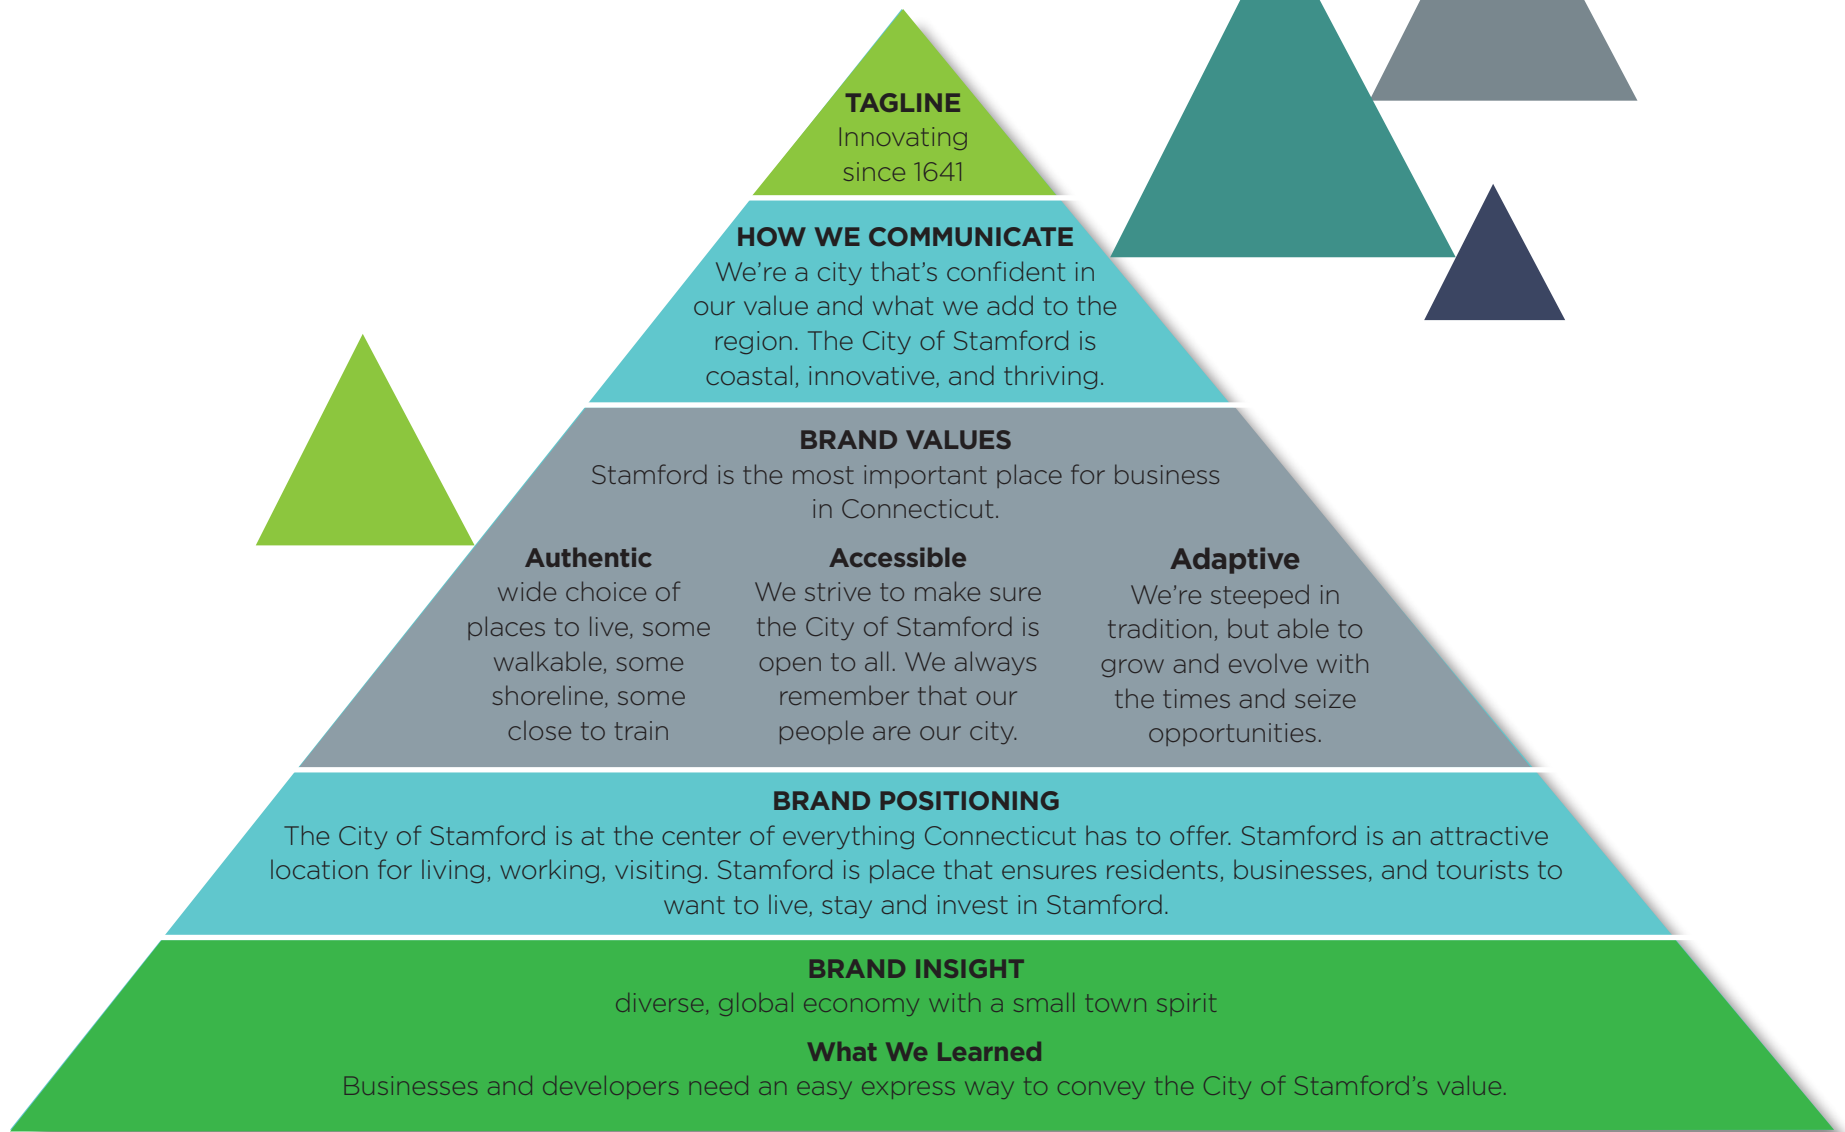 TAGLINE
Innovating
since 1641
HOW WE COMMUNICATE
We’re a city that’s confident in
our value and what we add to the
region. The City of Stamford is
coastal, innovative, and thriving.
BRAND VALUES
Stamford is the most important place for business
in Connecticut.
Authentic
wide choice of
places to live, some
walkable, some
shoreline, some
close to train
Accessible
We strive to make sure
the City of Stamford is
open to all. We always
remember that our
people are our city.
Adaptive
We’re steeped in
tradition, but able to
grow and evolve with
the times and seize
opportunities.
BRAND POSITIONING
The City of Stamford is at the center of everything Connecticut has to offer. Stamford is an attractive
location for living, working, visiting. Stamford is place that ensures residents, businesses, and tourists to
want to live, stay and invest in Stamford.
BRAND INSIGHT
diverse, global economy with a small town spirit
What We Learned
Businesses and developers need an easy express way to convey the City of Stamford’s value.